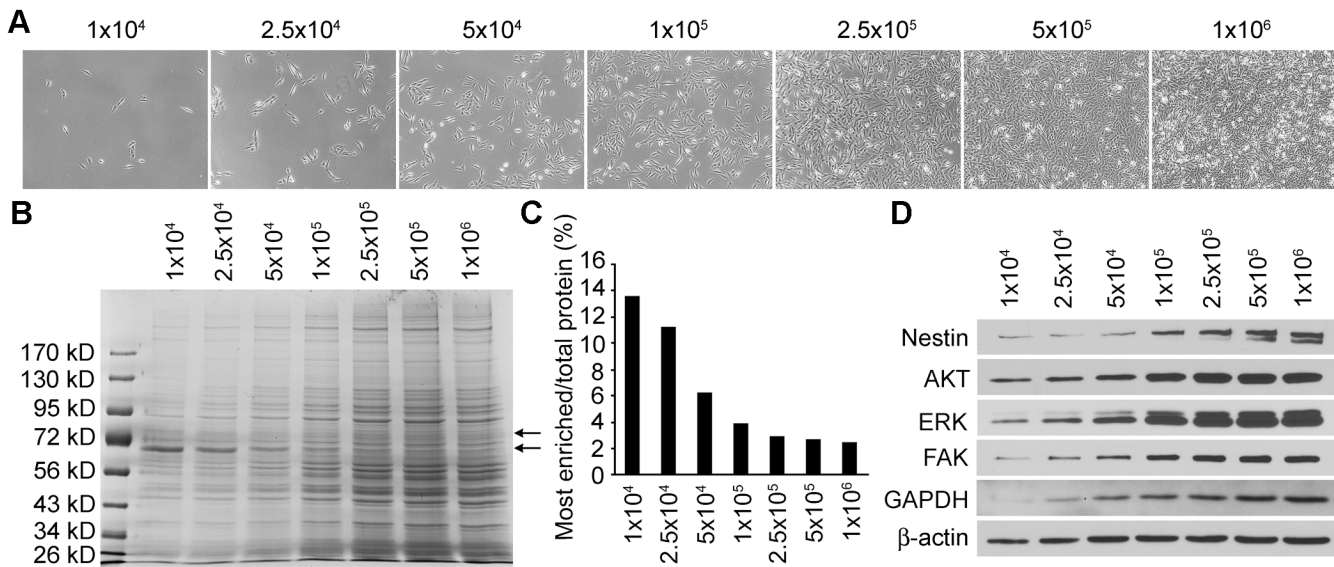 A
1x10⁴ 2.5x10⁴ 5x10⁴ 1x10⁵ 2.5x10⁵ 5x10⁵ 1x10⁶
B
1x10⁴ 2.5x10⁴ 5x10⁴ 1x10⁵ 2.5x10⁵ 5x10⁵ 1x10⁶
170 kD
130 kD
95 kD
72 kD
56 kD
43 kD
34 kD
26 kD
C
Most enriched/total protein (%)
16
14
12
10
8
6
4
2
0
1x10⁴ 2.5x10⁴ 5x10⁴ 1x10⁵ 2.5x10⁵ 5x10⁵ 1x10⁶
D
1x10⁴ 2.5x10⁴ 5x10⁴ 1x10⁵ 2.5x10⁵ 5x10⁵ 1x10⁶
Nestin
AKT
ERK
FAK
GAPDH
β-actin